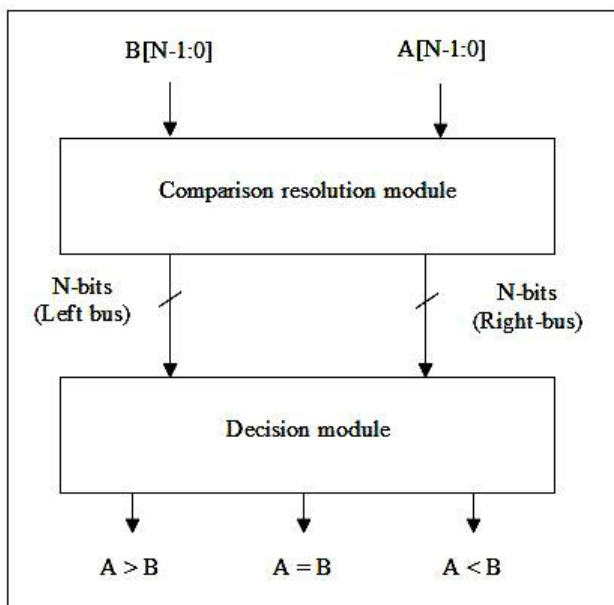 B[N-1:0]
A[N-1:0]
Comparison resolution module
N-bits
(Left bus)
N-bits
(Right-bus)
Decision module
A > B
A = B
A < B